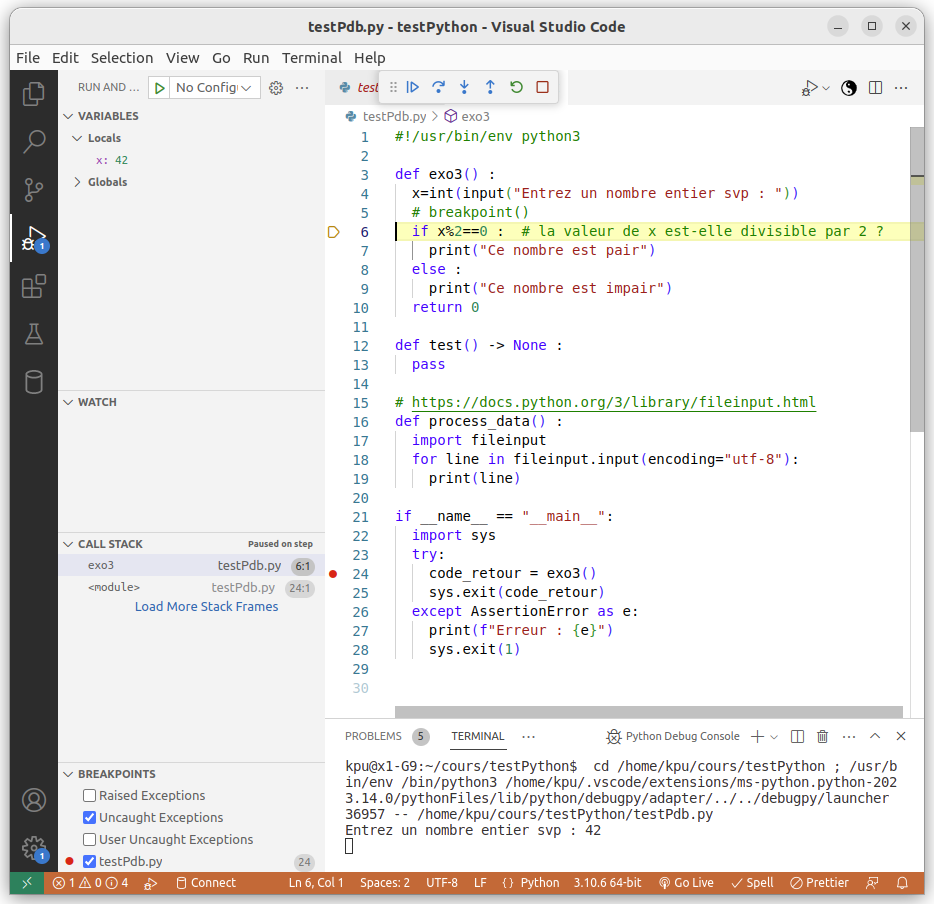 testPdb.py - testPython - Visual Studio Code
File Edit Selection View Go Run Terminal Help
RUN AND ... No Config
VARIABLES
Locals
x: 42
Globals
WATCH
CALL STACK Paused on step
exo3 testPdb.py 6:1
<module> testPdb.py 24:1
Load More Stack Frames
BREAKPOINTS
Raised Exceptions
Uncaught Exceptions
User Uncaught Exceptions
testPdb.py 24
1
1
test
testPdb.py > exo3
1 #!/usr/bin/env python3
2
3 def exo3() :
4 x=int(input("Entrez un nombre entier svp : "))
5 # breakpoint()
6 if x%2==0 : # la valeur de x est-elle divisible par 2 ?
7 print("Ce nombre est pair")
8 else :
9 print("Ce nombre est impair")
10 return 0
11
12 def test() -> None :
13 pass
14
15 # https://docs.python.org/3/library/fileinput.html
16 def process_data() :
17 import fileinput
18 for line in fileinput.input(encoding="utf-8"):
19 print(line)
20
21 if __name__ == "__main__":
22 import sys
23 try:
24 code_retour = exo3()
25 sys.exit(code_retour)
26 except AssertionError as e:
27 print(f"Erreur : {e}")
28 sys.exit(1)
29
30
PROBLEMS 5 TERMINAL ... Python Debug Console
kpu@x1-G9:~/cours/testPython$ cd /home/kpu/cours/testPython ; /usr/b
in/env /bin/python3 /home/kpu/.vscode/extensions/ms-python.python-202
3.14.0/pythonFiles/lib/python/debugpy/adapter/../../debugpy/launcher
36957 -- /home/kpu/cours/testPython/testPdb.py
Entrez un nombre entier svp : 42
1 0 4 Connect Ln 6, Col 1 Spaces: 2 UTF-8 LF {} Python 3.10.6 64-bit Go Live Spell Prettier